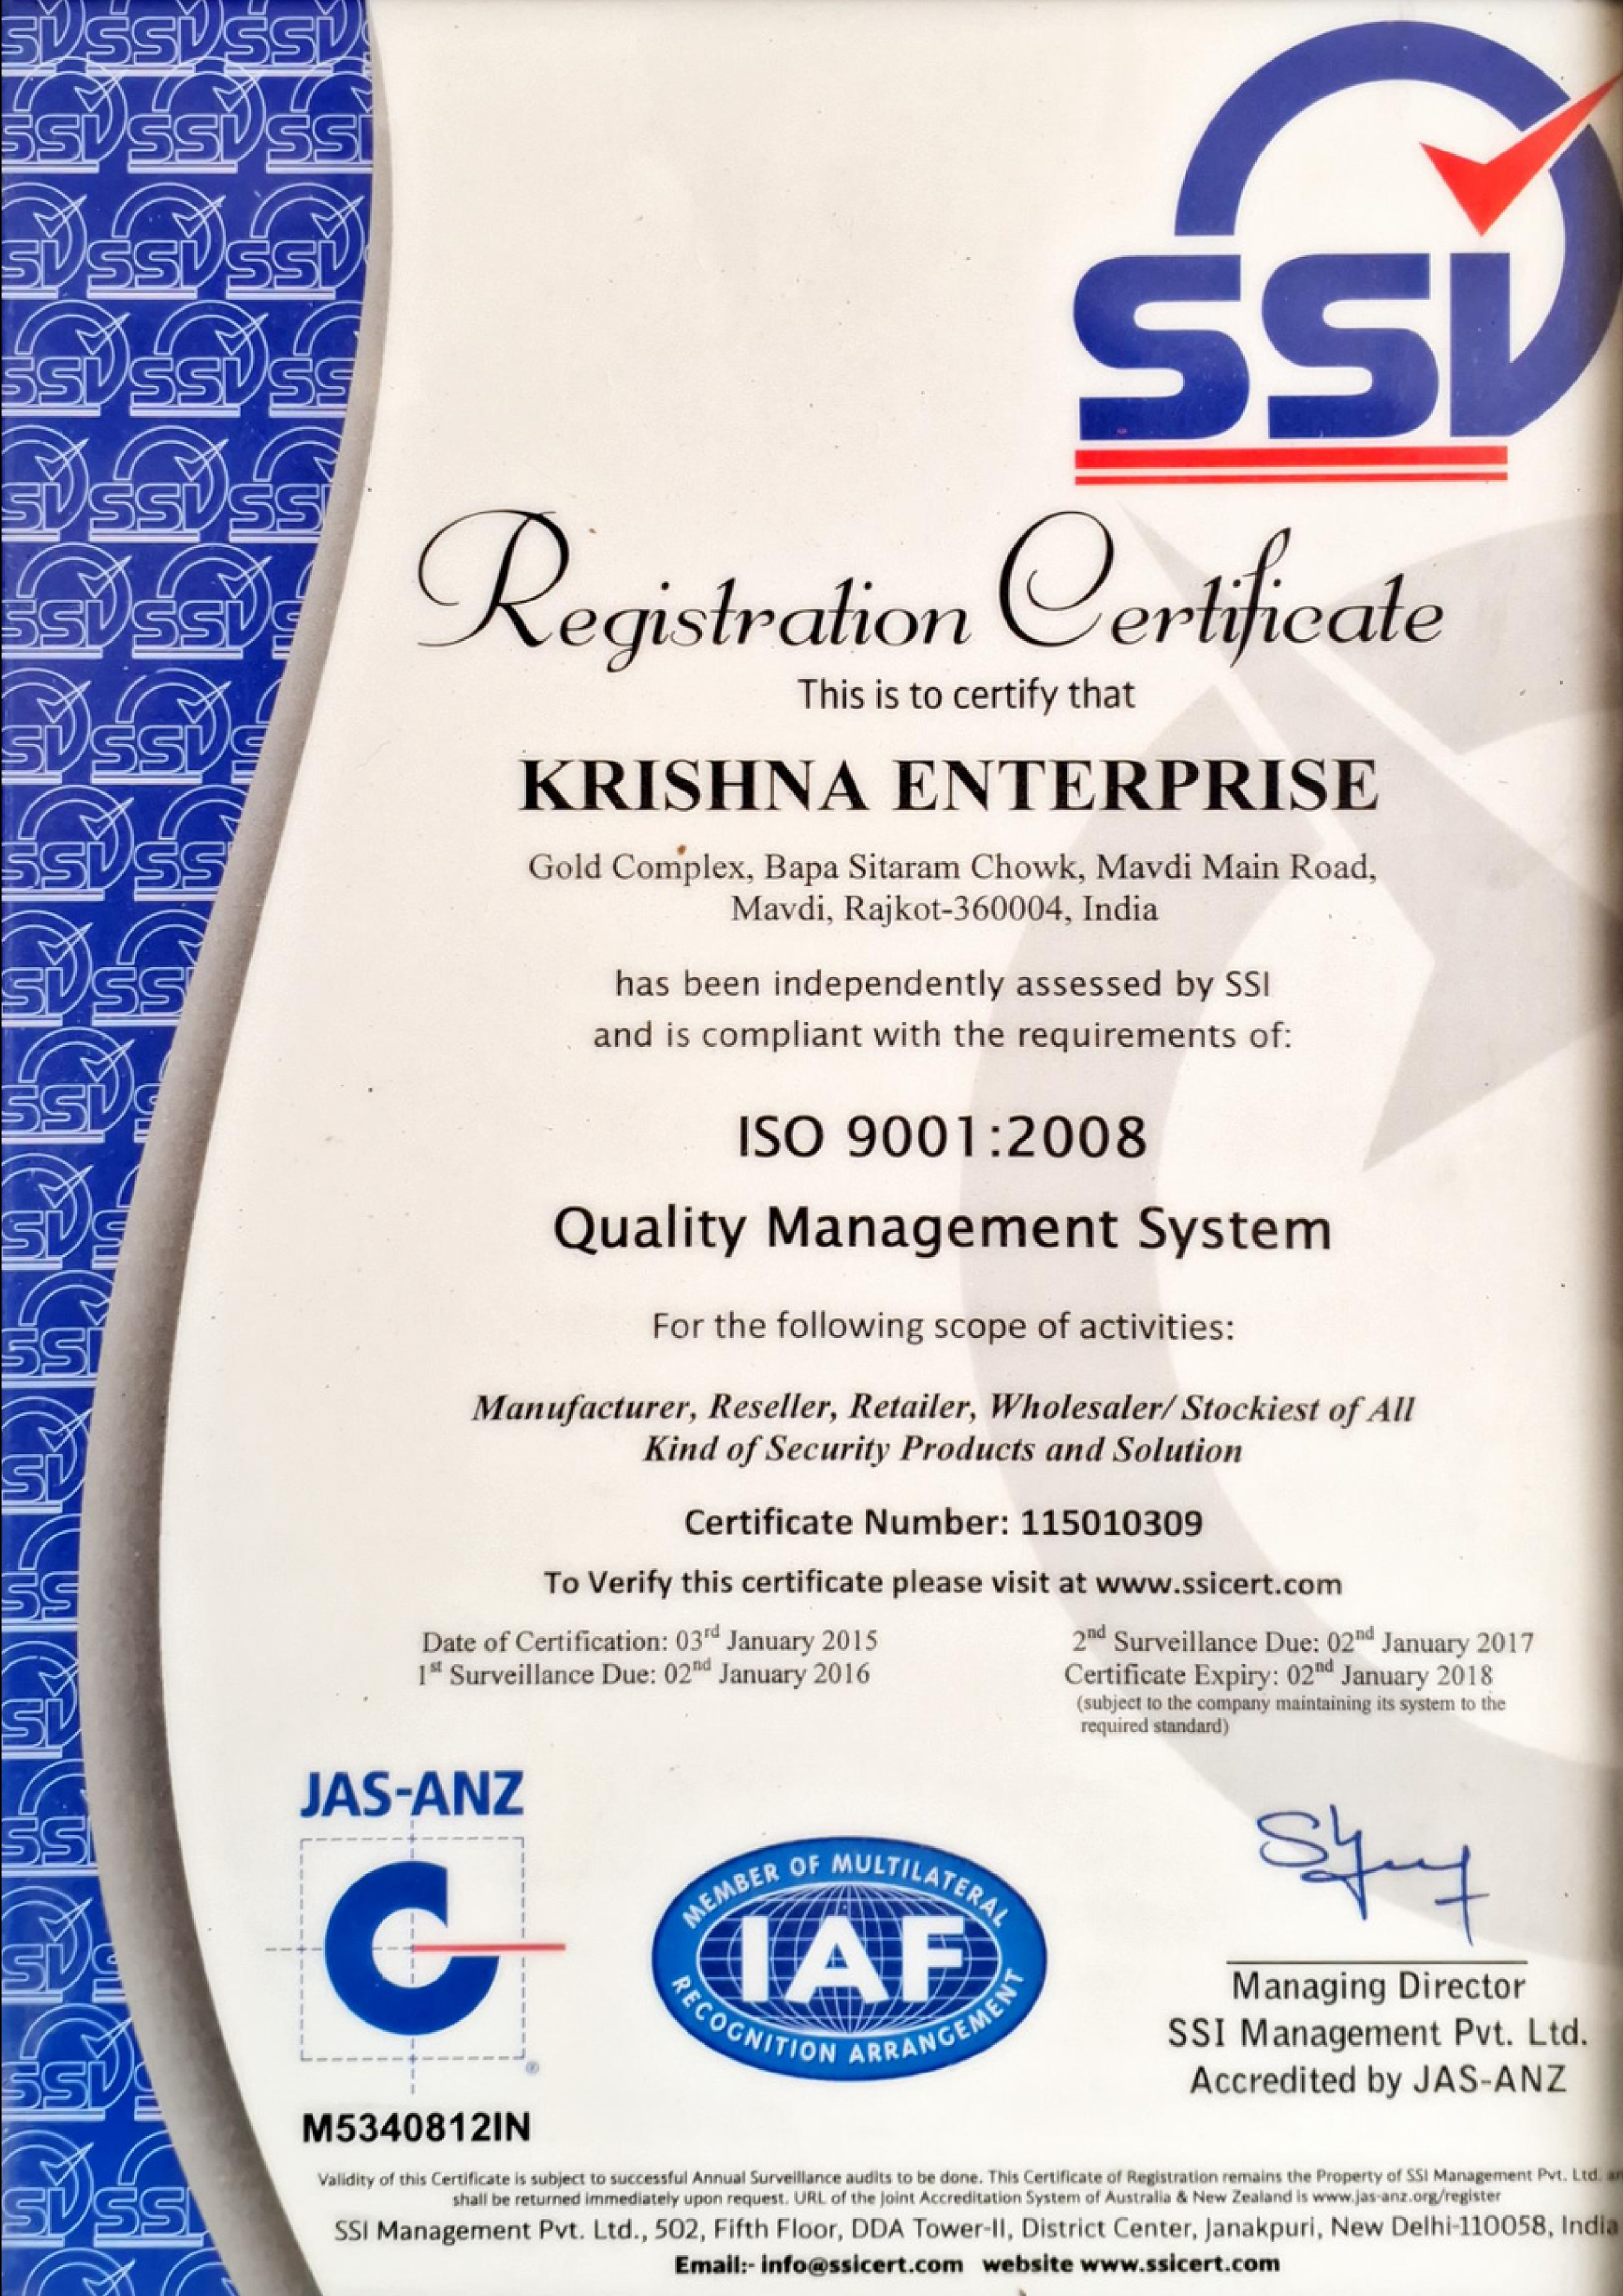 SSI
Registration Certificate
This is to certify that
KRISHNA ENTERPRISE
Gold Complex, Bapa Sitaram Chowk, Mavdi Main Road,
Mavdi, Rajkot-360004, India
has been independently assessed by SSI
and is compliant with the requirements of:
ISO 9001:2008
Quality Management System
For the following scope of activities:
Manufacturer, Reseller, Retailer, Wholesaler/ Stockiest of All
Kind of Security Products and Solution
Certificate Number: 115010309
To Verify this certificate please visit at www.ssicert.com
Date of Certification: 03rd January 2015
1st Surveillance Due: 02nd January 2016
2nd Surveillance Due: 02nd January 2017
Certificate Expiry: 02nd January 2018
(subject to the company maintaining its system to the
required standard)
JAS-ANZ
®
M5340812IN
MEMBER OF MULTILATERAL
IAF
RECOGNITION ARRANGEMENT
Managing Director
SSI Management Pvt. Ltd.
Accredited by JAS-ANZ
Validity of this Certificate is subject to successful Annual Surveillance audits to be done. This Certificate of Registration remains the Property of SSI Management Pvt. Ltd.
shall be returned immediately upon request. URL of the Joint Accreditation System of Australia & New Zealand is www.jas-anz.org/register
SSI Management Pvt. Ltd., 502, Fifth Floor, DDA Tower-II, District Center, Janakpuri, New Delhi-110058, India
Email:- info@ssicert.com website www.ssicert.com